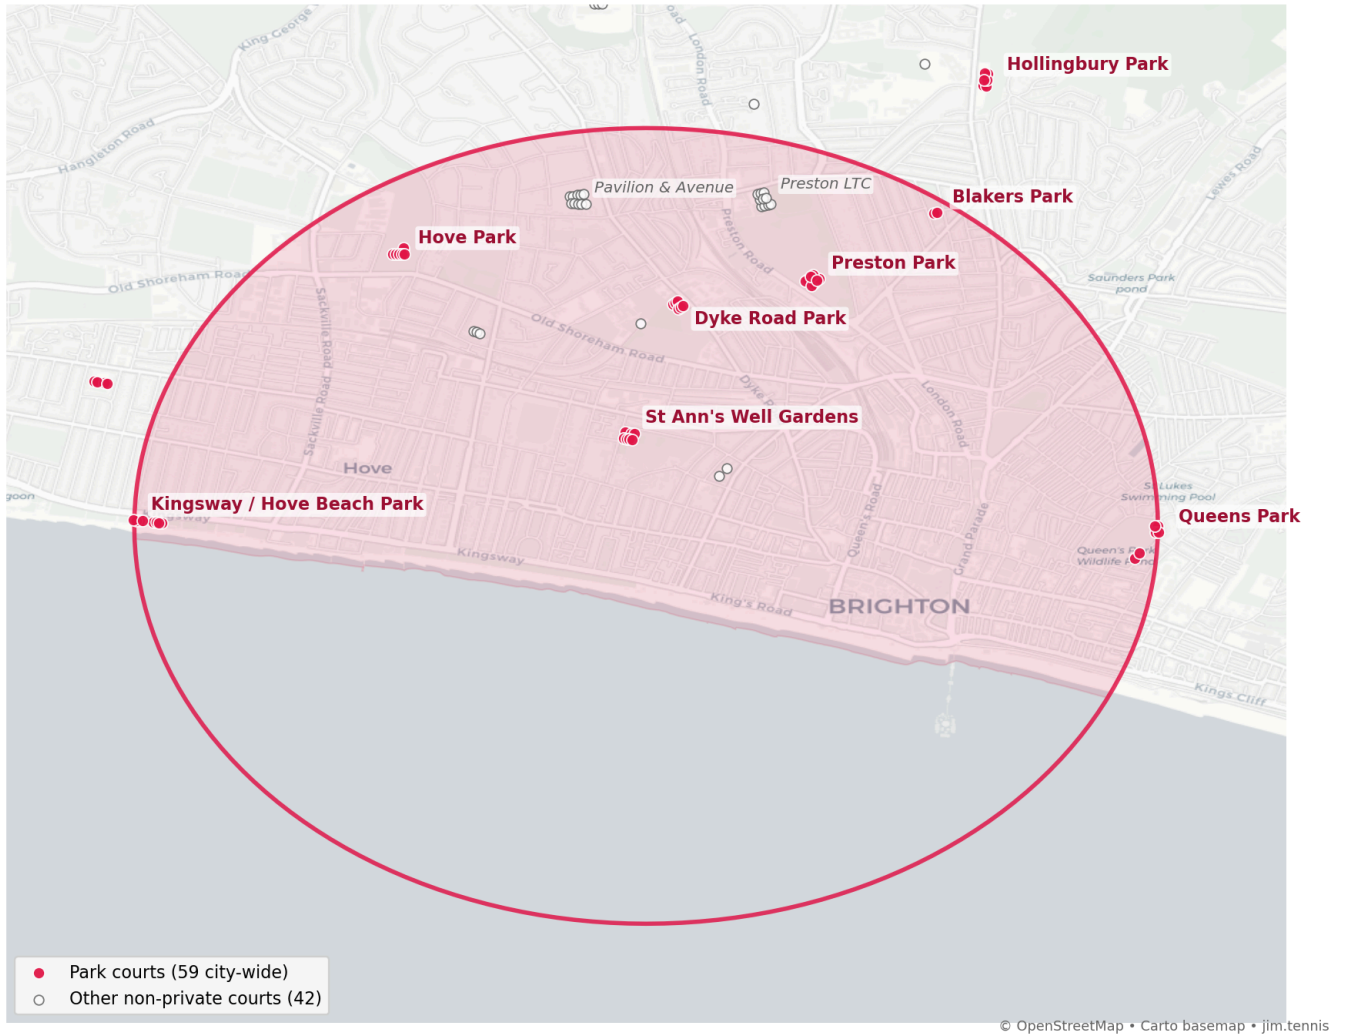 King George V
London Road
Hollingbury Park
Hangleton Road
Lewes Road
Pavilion & Avenue
Preston LTC
Blakers Park
Hove Park
Preston Road
Preston Park
Old Shoreham Road
Saunders Park
pond
Sackville Road
Old Shoreham Road
Dyke Road Park
Sackville Road
Dyke
London Road
St Ann's Well Gardens
Hove
goon
Kingsway / Hove Beach Park
Kingsway
St Lukes
Swimming Pool
Queens Park
Queen's Road
Grand Parade
Kingsway
Queen's Park
Wildlife Pond
King's Road
BRIGHTON
Kings Cliff
Park courts (59 city-wide)
Other non-private courts (42)
© OpenStreetMap • Carto basemap • jim.tennis